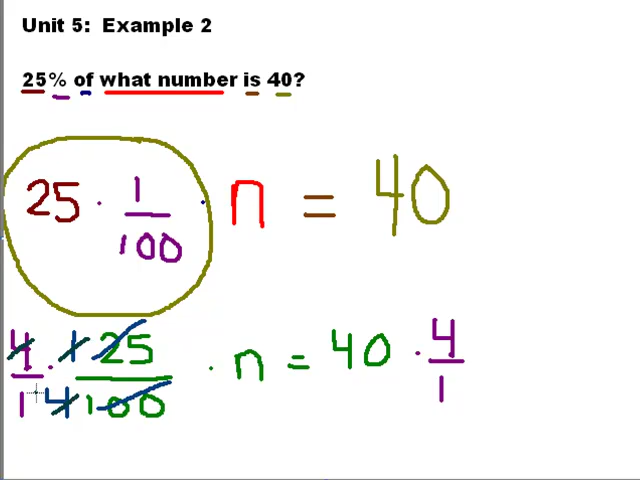 Unit 5: Example 2
25% of what number is 40?
25 · 1/100 · n = 40
4/1 · 1 25/4 100 · n = 40 · 4/1